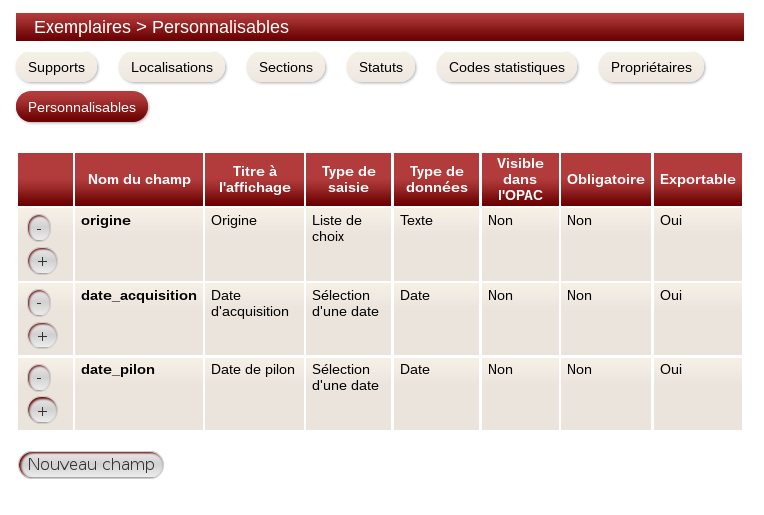 Exemplaires > Personnalisables
Supports Localisations Sections Statuts Codes statistiques Propriétaires
Personnalisables
Nom du champ Titre à l'affichage Type de saisie Type de données Visible dans l'OPAC Obligatoire Exportable
- + origine Origine Liste de choix Texte Non Non Oui
- + date_acquisition Date d'acquisition Sélection d'une date Date Non Non Oui
- + date_pilon Date de pilon Sélection d'une date Date Non Non Oui
Nouveau champ